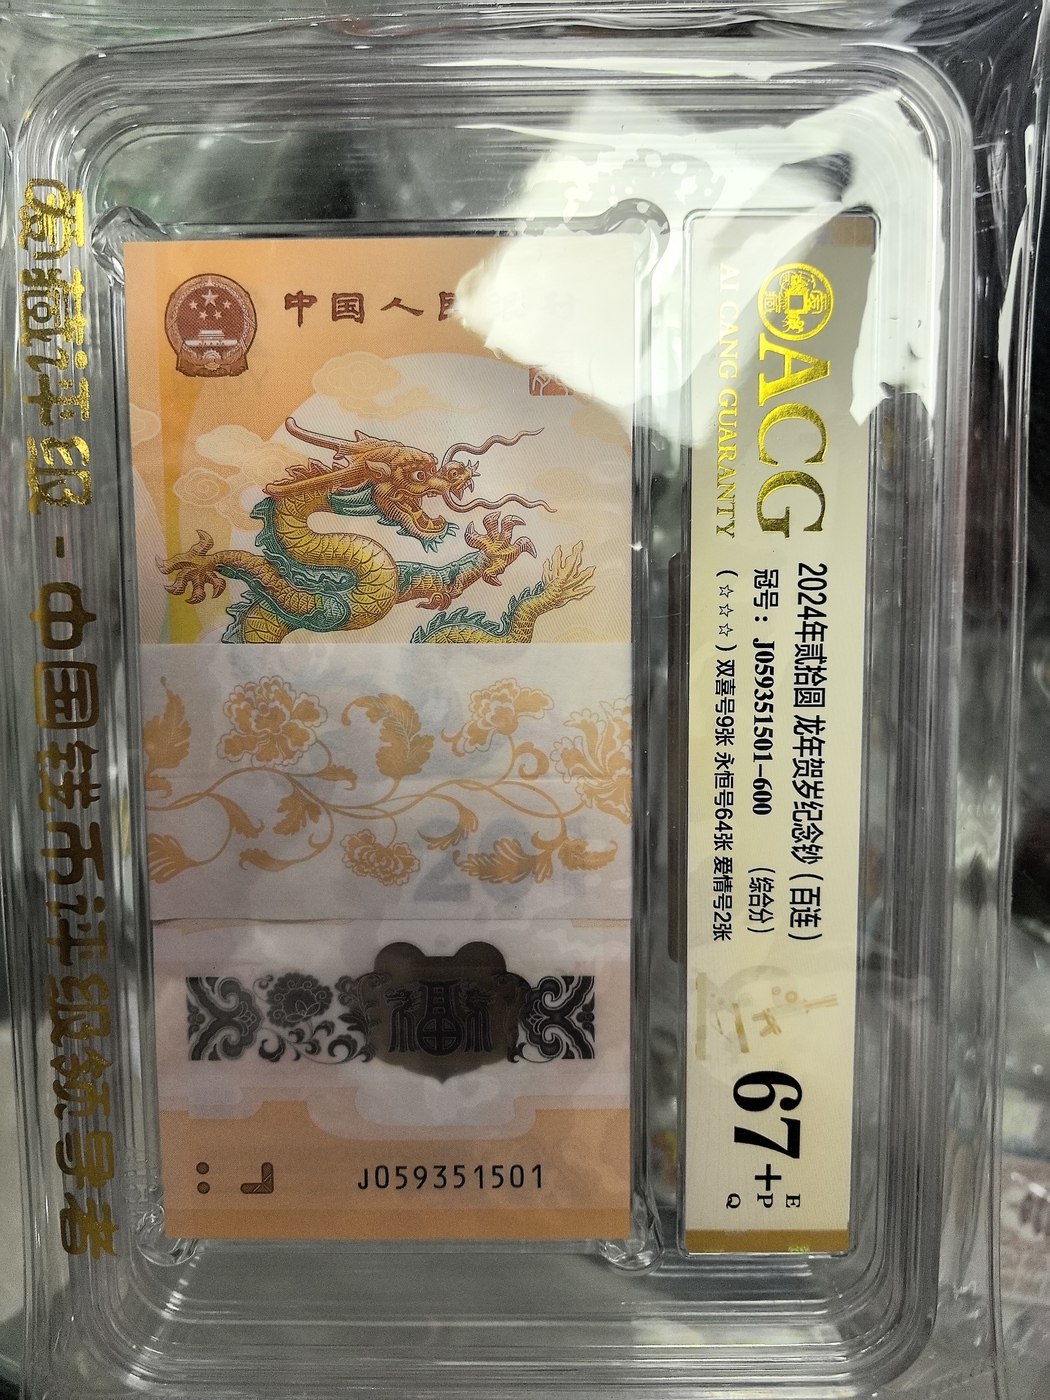 ACG
AI CANG GUARANTY
2024年贰拾圆 龙年贺岁纪念钞（百连）
冠号：J059351501-600 （综合分）
（☆☆☆）双喜号9张 永恒号64张 爱情号2张
67+
E
P
Q
中国人民
J059351501
爱藏评级-中国钱币评级领导者